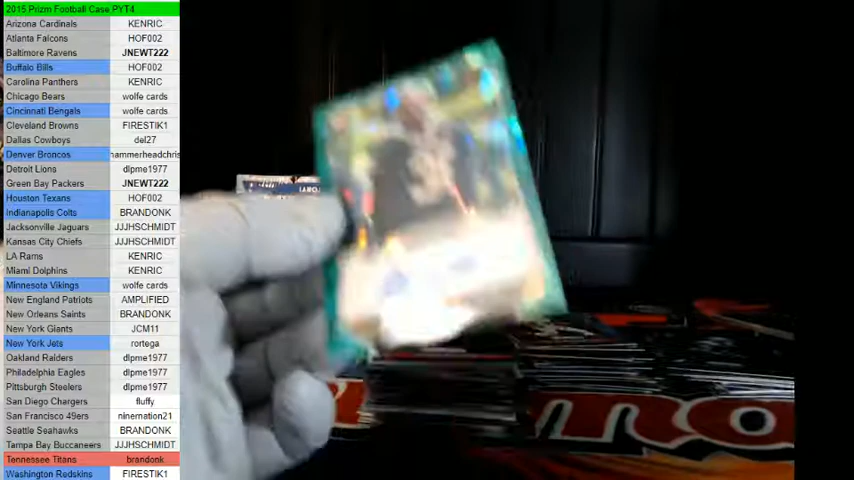 2015 Prizm Football Case PYT4
Arizona Cardinals KENRIC
Atlanta Falcons HOF002
Baltimore Ravens JNEWT222
Buffalo Bills HOF002
Carolina Panthers KENRIC
Chicago Bears wolfe cards
Cincinnati Bengals wolfe cards
Cleveland Browns FIRESTIK1
Dallas Cowboys del27
Denver Broncos hammerheadchris
Detroit Lions dlpme1977
Green Bay Packers JNEWT222
Houston Texans HOF002
Indianapolis Colts BRANDONK
Jacksonville Jaguars JJJHSCHMIDT
Kansas City Chiefs JJJHSCHMIDT
LA Rams KENRIC
Miami Dolphins KENRIC
Minnesota Vikings wolfe cards
New England Patriots AMPLIFIED
New Orleans Saints BRANDONK
New York Giants JCM11
New York Jets rortega
Oakland Raiders dlpme1977
Philadelphia Eagles dlpme1977
Pittsburgh Steelers dlpme1977
San Diego Chargers fluffy
San Francisco 49ers ninernation21
Seattle Seahawks BRANDONK
Tampa Bay Buccaneers JJJHSCHMIDT
Tennessee Titans brandonk
Washington Redskins FIRESTIK1